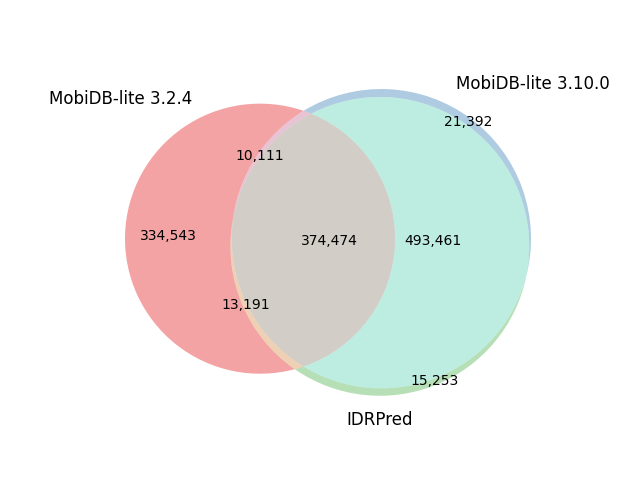 MobiDB-lite 3.10.0
MobiDB-lite 3.2.4
21,392
10,111
334,543
374,474
493,461
13,191
15,253
IDRPred